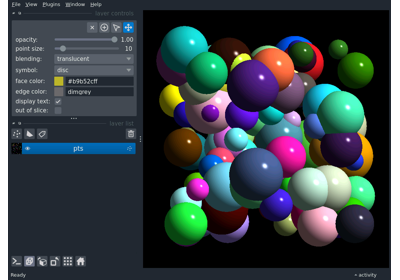 File View Plugins Window Help
layer controls
opacity: 1.00
point size: 10
blending: translucent
symbol: disc
face color: #b9b52cff
edge color: dimgrey
display text: ✓
out of slice:
layer list
pts
Ready
activity